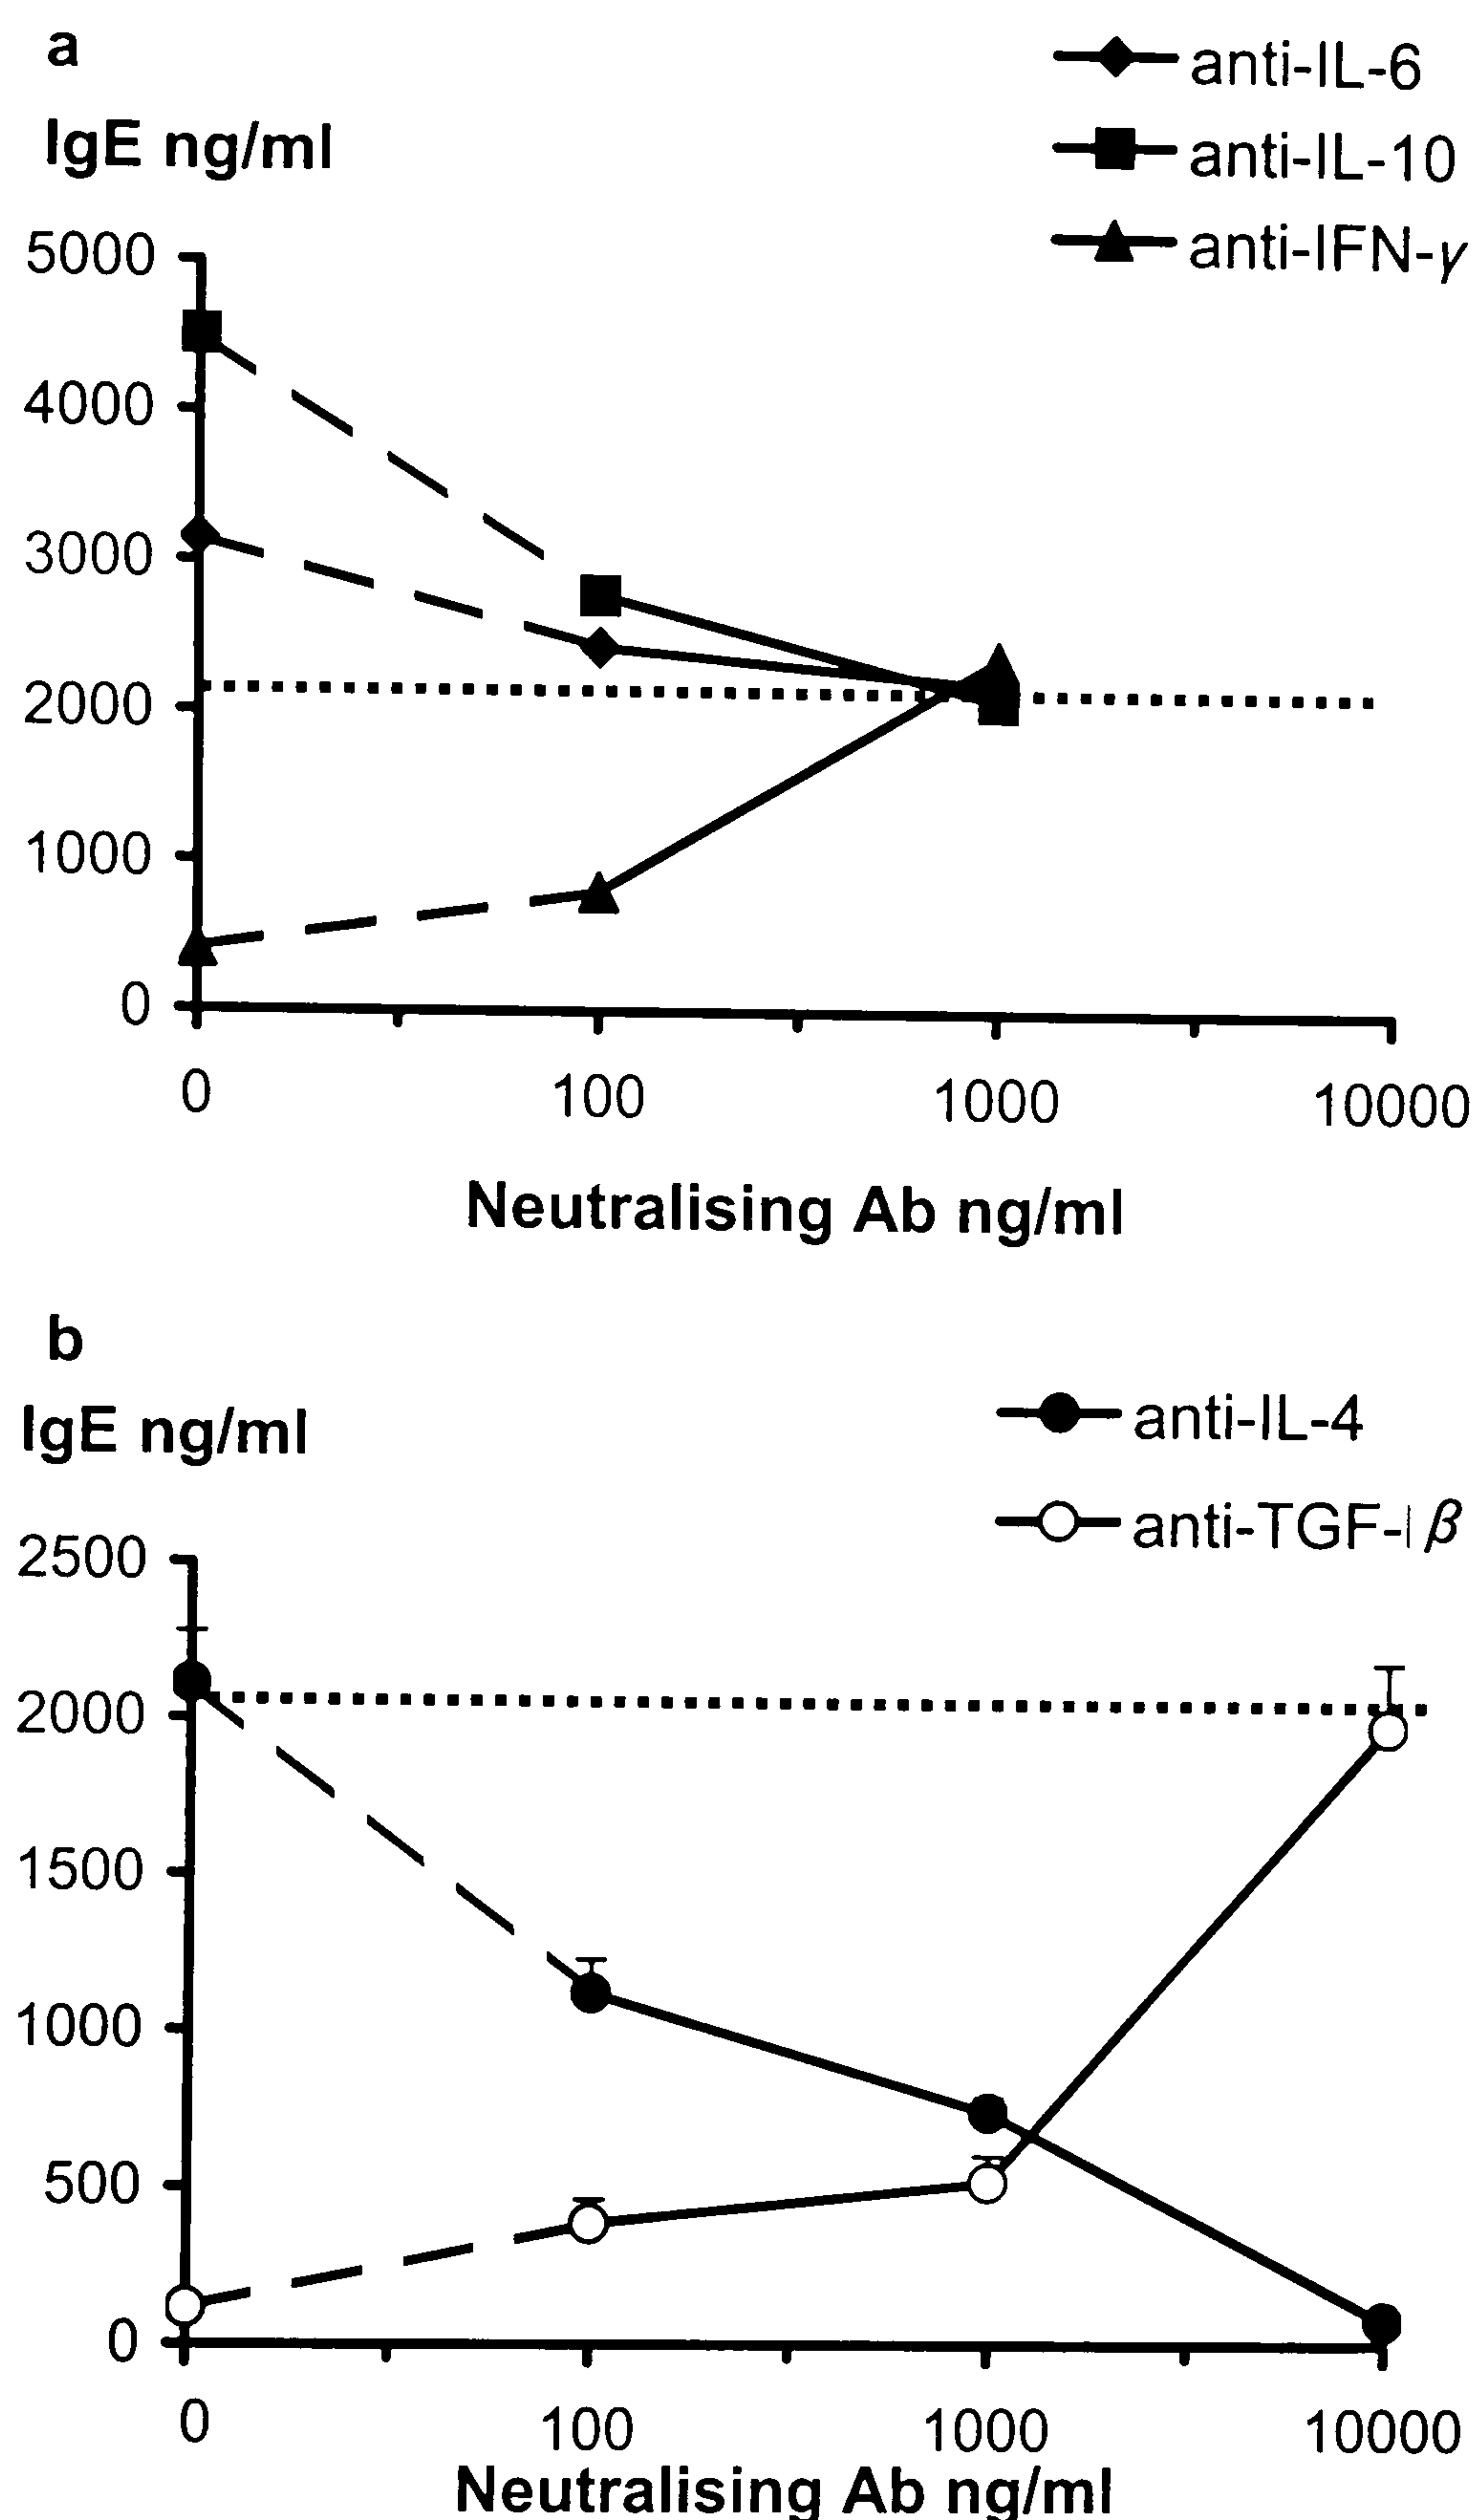 a
anti-IL-6
IgE ng/ml
anti-IL-10
anti-IFN-γ
5000
4000
3000
2000
1000
0
0 100 1000 10000
Neutralising Ab ng/ml
b
anti-IL-4
IgE ng/ml
anti-TGF-β
2500
2000
1500
1000
500
0
0 100 1000 10000
Neutralising Ab ng/ml